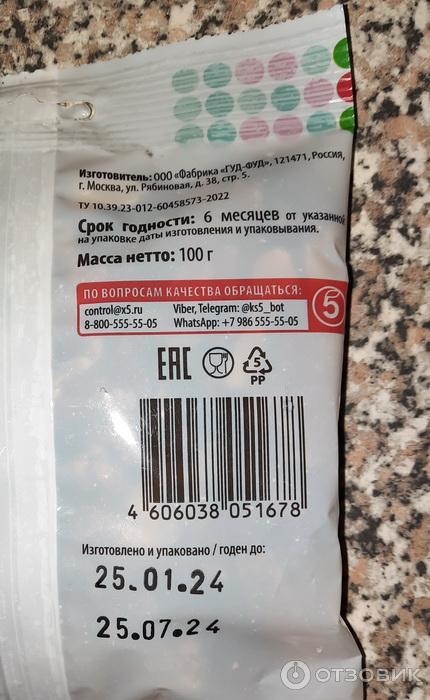 Изготовитель: ООО «Фабрика «ГУД-ФУД», 121471, Россия,
г. Москва, ул. Рябиновая, д. 38, стр. 5.
ТУ 10.39.23-012-60458573-2022
Срок годности: 6 месяцев от указанной
на упаковке даты изготовления и упаковывания.
Масса нетто: 100 г
ПО ВОПРОСАМ КАЧЕСТВА ОБРАЩАТЬСЯ:
control@x5.ru Viber, Telegram: @ks5_bot
8-800-555-55-05 WhatsApp: +7 986 555-55-05
5
EAC
5
PP
4 606038 051678
Изготовлено и упаковано / годен до:
25.01.24
25.07.24
ОТЗОВИК